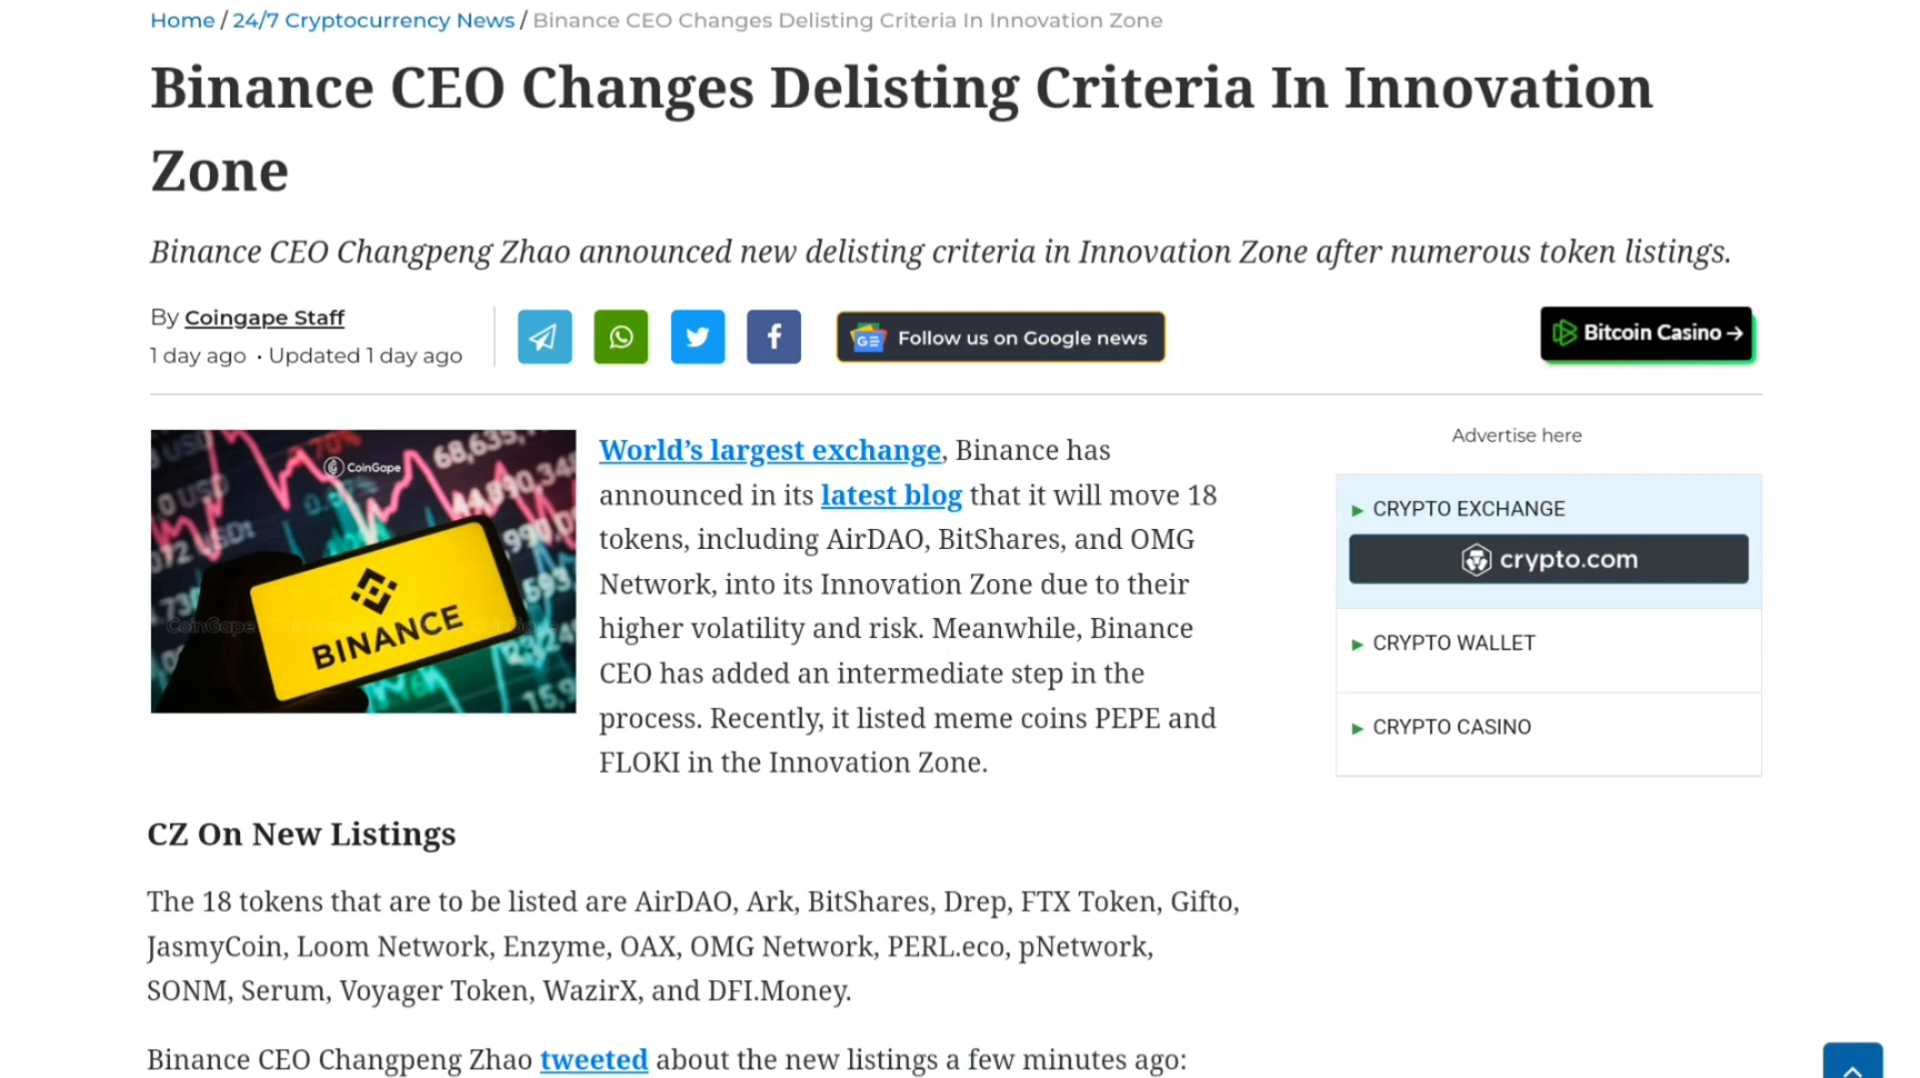 Home / 24/7 Cryptocurrency News / Binance CEO Changes Delisting Criteria In Innovation Zone
Binance CEO Changes Delisting Criteria In Innovation
Zone
Binance CEO Changpeng Zhao announced new delisting criteria in Innovation Zone after numerous token listings.
By Coingape Staff
1 day ago • Updated 1 day ago
Follow us on Google news
Bitcoin Casino →
CoinGape
68,635,
BINANCE
World's largest exchange, Binance has
announced in its latest blog that it will move 18
tokens, including AirDAO, BitShares, and OMG
Network, into its Innovation Zone due to their
higher volatility and risk. Meanwhile, Binance
CEO has added an intermediate step in the
process. Recently, it listed meme coins PEPE and
FLOKI in the Innovation Zone.
Advertise here
CRYPTO EXCHANGE
crypto.com
CRYPTO WALLET
CRYPTO CASINO
CZ On New Listings
The 18 tokens that are to be listed are AirDAO, Ark, BitShares, Drep, FTX Token, Gifto,
JasmyCoin, Loom Network, Enzyme, OAX, OMG Network, PERL.eco, pNetwork,
SONM, Serum, Voyager Token, WazirX, and DFI.Money.
Binance CEO Changpeng Zhao tweeted about the new listings a few minutes ago: